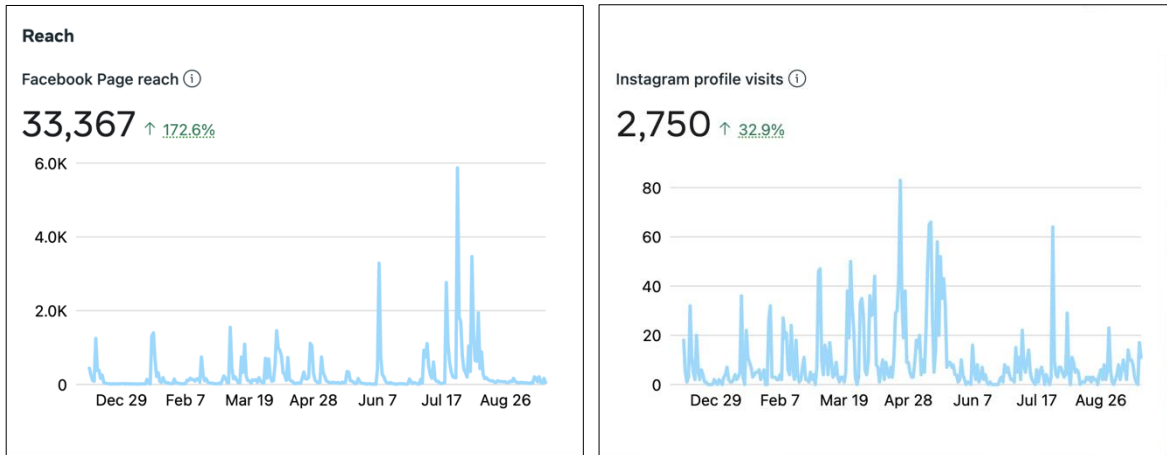 Reach
Facebook Page reach
33,367 ↑ 172.6%
6.0K
4.0K
2.0K
0
Dec 29 Feb 7 Mar 19 Apr 28 Jun 7 Jul 17 Aug 26
Instagram profile visits
2,750 ↑ 32.9%
80
60
40
20
0
Dec 29 Feb 7 Mar 19 Apr 28 Jun 7 Jul 17 Aug 26